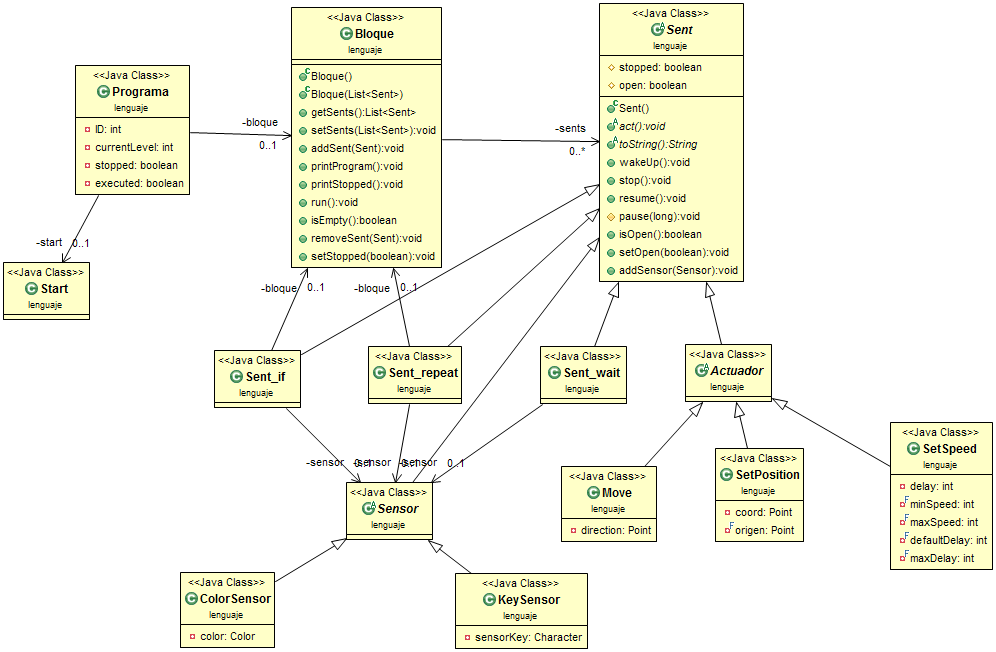 <<Java Class>>
Bloque
lenguaje
Bloque()
Bloque(List<Sent>)
getSents():List<Sent>
setSents(List<Sent>):void
addSent(Sent):void
printProgram():void
printStopped():void
run():void
isEmpty():boolean
removeSent(Sent):void
setStopped(boolean):void
<<Java Class>>
Sent
lenguaje
stopped: boolean
open: boolean
Sent()
act():void
toString():String
wakeUp():void
stop():void
resume():void
pause(long):void
isOpen():boolean
setOpen(boolean):void
addSensor(Sensor):void
<<Java Class>>
Programa
lenguaje
ID: int
currentLevel: int
stopped: boolean
executed: boolean
-bloque
0..1
-sents
0..*
-start 0..1
<<Java Class>>
Start
lenguaje
-bloque 0..1
-bloque 0..1
<<Java Class>>
Sent_if
lenguaje
<<Java Class>>
Sent_repeat
lenguaje
<<Java Class>>
Sent_wait
lenguaje
<<Java Class>>
Actuador
lenguaje
-sensor 0..1
-sensor 0..1
-sensor 0..1
<<Java Class>>
Sensor
lenguaje
<<Java Class>>
Move
lenguaje
direction: Point
<<Java Class>>
SetPosition
lenguaje
coord: Point
origen: Point
<<Java Class>>
SetSpeed
lenguaje
delay: int
minSpeed: int
maxSpeed: int
defaultDelay: int
maxDelay: int
<<Java Class>>
ColorSensor
lenguaje
color: Color
<<Java Class>>
KeySensor
lenguaje
sensorKey: Character